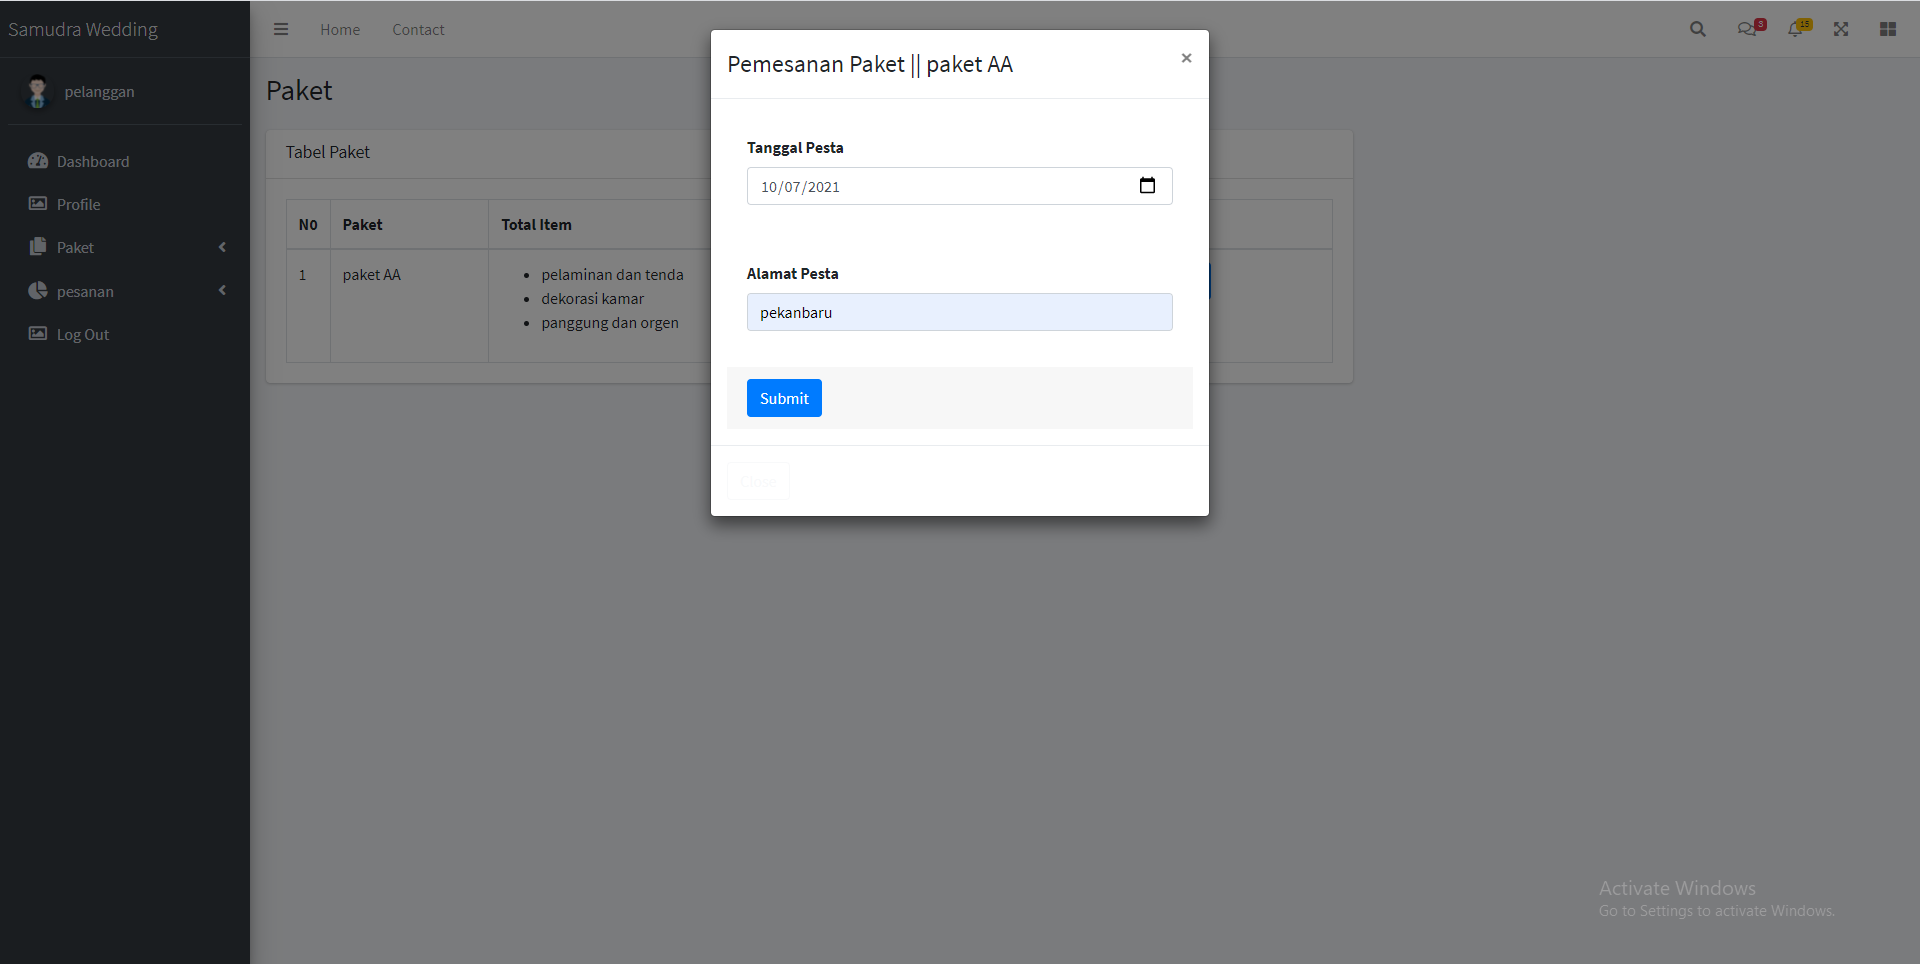 Samudra Wedding
Home
Contact
3
15
pelanggan
Dashboard
Profile
Paket
pesanan
Log Out
Paket
Tabel Paket
NO
Paket
Total Item
1
paket AA
pelaminan dan tenda
dekorasi kamar
panggung dan orgen
Pemesanan Paket || paket AA
×
Tanggal Pesta
10/07/2021
Alamat Pesta
pekanbaru
Submit
Close
Activate Windows
Go to Settings to activate Windows.